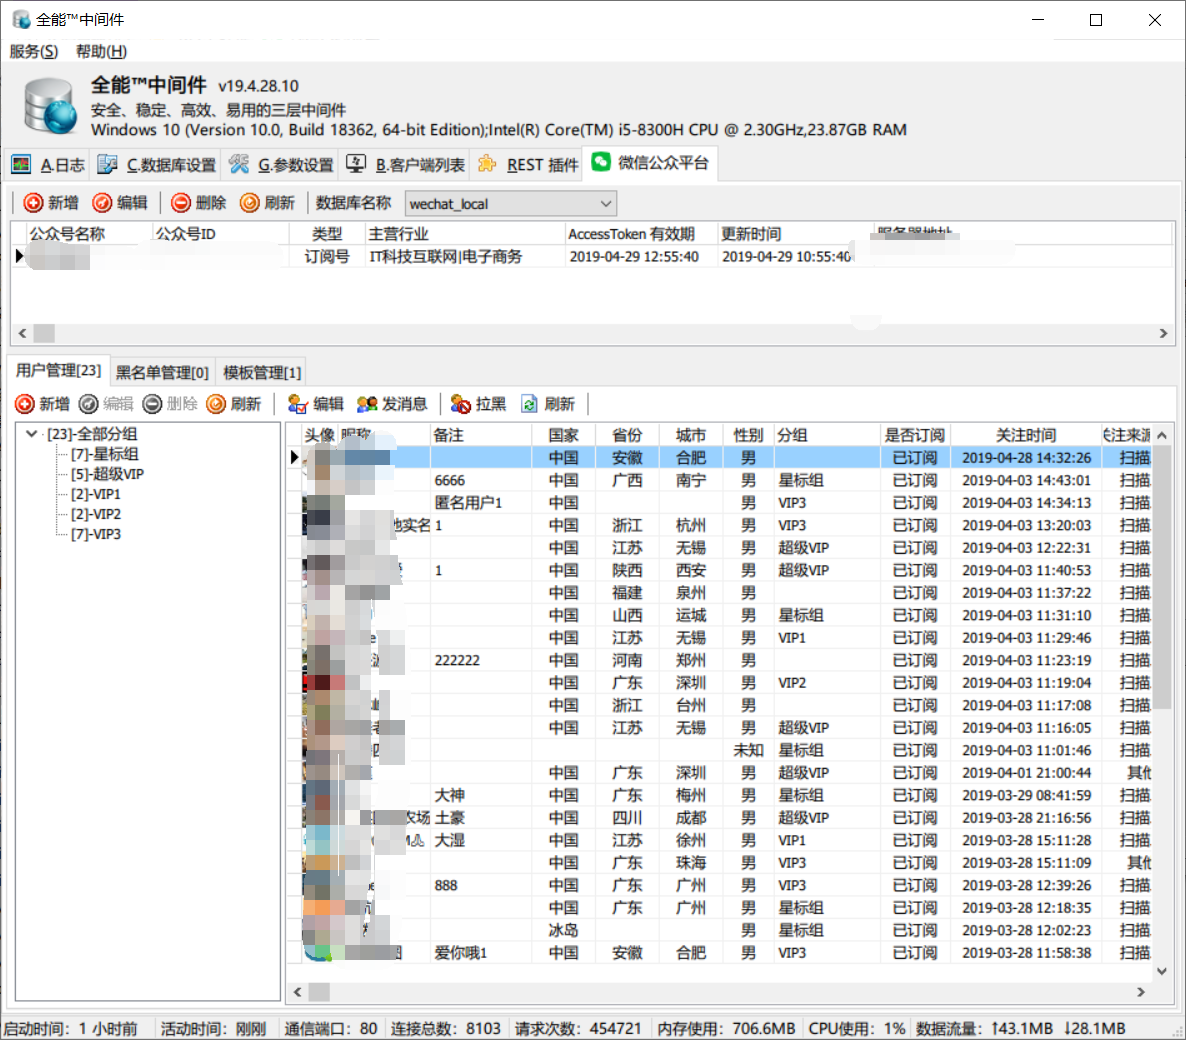 全能™中间件
服务(S) 帮助(H)
全能™中间件 v19.4.28.10
安全、稳定、高效、易用的三层中间件
Windows 10 (Version 10.0, Build 18362, 64-bit Edition);Intel(R) Core(TM) i5-8300H CPU @ 2.30GHz,23.87GB RAM
A.日志 C.数据库设置 G.参数设置 B.客户端列表 REST 插件 微信公众平台
新增 编辑 删除 刷新 数据库名称 wechat_local
公众号名称 公众号ID 类型 主营行业 AccessToken 有效期 更新时间 服务器地址
订阅号 IT科技互联网|电子商务 2019-04-29 12:55:40 2019-04-29 10:55:40
用户管理[23] 黑名单管理[0] 模板管理[1]
新增 编辑 删除 刷新 编辑 发消息 拉黑 刷新
[23]-全部分组
[7]-星标组
[5]-超级VIP
[2]-VIP1
[2]-VIP2
[7]-VIP3
头像 昵称 备注 国家 省份 城市 性别 分组 是否订阅 关注时间 关注来源
中国 安徽 合肥 男 已订阅 2019-04-28 14:32:26 扫描
6666 中国 广西 南宁 男 星标组 已订阅 2019-04-03 14:43:01 扫描
匿名用户1 中国 男 VIP3 已订阅 2019-04-03 14:34:13 扫描
实名 1 中国 浙江 杭州 男 VIP3 已订阅 2019-04-03 13:20:03 扫描
中国 江苏 无锡 男 超级VIP 已订阅 2019-04-03 12:22:31 扫描
1 中国 陕西 西安 男 超级VIP 已订阅 2019-04-03 11:40:53 扫描
中国 福建 泉州 男 已订阅 2019-04-03 11:37:22 扫描
中国 山西 运城 男 星标组 已订阅 2019-04-03 11:31:10 扫描
中国 江苏 无锡 男 VIP1 已订阅 2019-04-03 11:29:46 扫描
222222 中国 河南 郑州 男 已订阅 2019-04-03 11:23:19 扫描
中国 广东 深圳 男 VIP2 已订阅 2019-04-03 11:19:04 扫描
中国 浙江 台州 男 已订阅 2019-04-03 11:17:08 扫描
中国 江苏 无锡 男 超级VIP 已订阅 2019-04-03 11:16:05 扫描
未知 星标组 已订阅 2019-04-03 11:01:46 扫描
中国 广东 深圳 男 超级VIP 已订阅 2019-04-01 21:00:44 其他
大神 中国 广东 梅州 男 星标组 已订阅 2019-03-29 08:41:59 扫描
农场 土豪 中国 四川 成都 男 超级VIP 已订阅 2019-03-28 21:16:56 扫描
大湿 中国 江苏 徐州 男 VIP1 已订阅 2019-03-28 15:11:28 扫描
中国 广东 珠海 男 VIP3 已订阅 2019-03-28 15:11:09 其他
888 中国 广东 广州 男 VIP3 已订阅 2019-03-28 12:39:26 扫描
中国 广东 广州 男 星标组 已订阅 2019-03-28 12:18:35 扫描
冰岛 男 星标组 已订阅 2019-03-28 12:02:23 扫描
爱你哦1 中国 安徽 合肥 男 VIP3 已订阅 2019-03-28 11:58:38 扫描
启动时间：1 小时前 活动时间：刚刚 通信端口：80 连接总数：8103 请求次数：454721 内存使用：706.6MB CPU使用：1% 数据流量：↑43.1MB ↓28.1MB